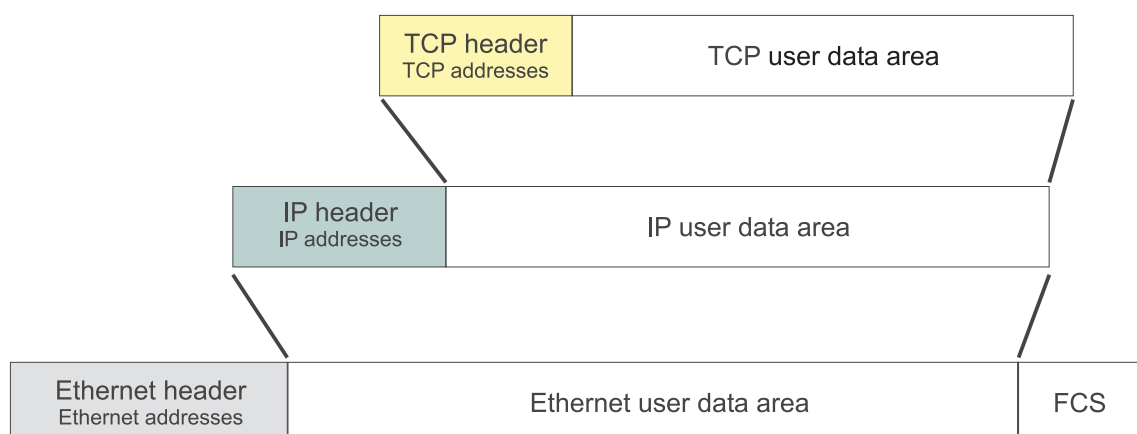 TCP header
TCP addresses
TCP user data area
IP header
IP addresses
IP user data area
Ethernet header
Ethernet addresses
Ethernet user data area
FCS